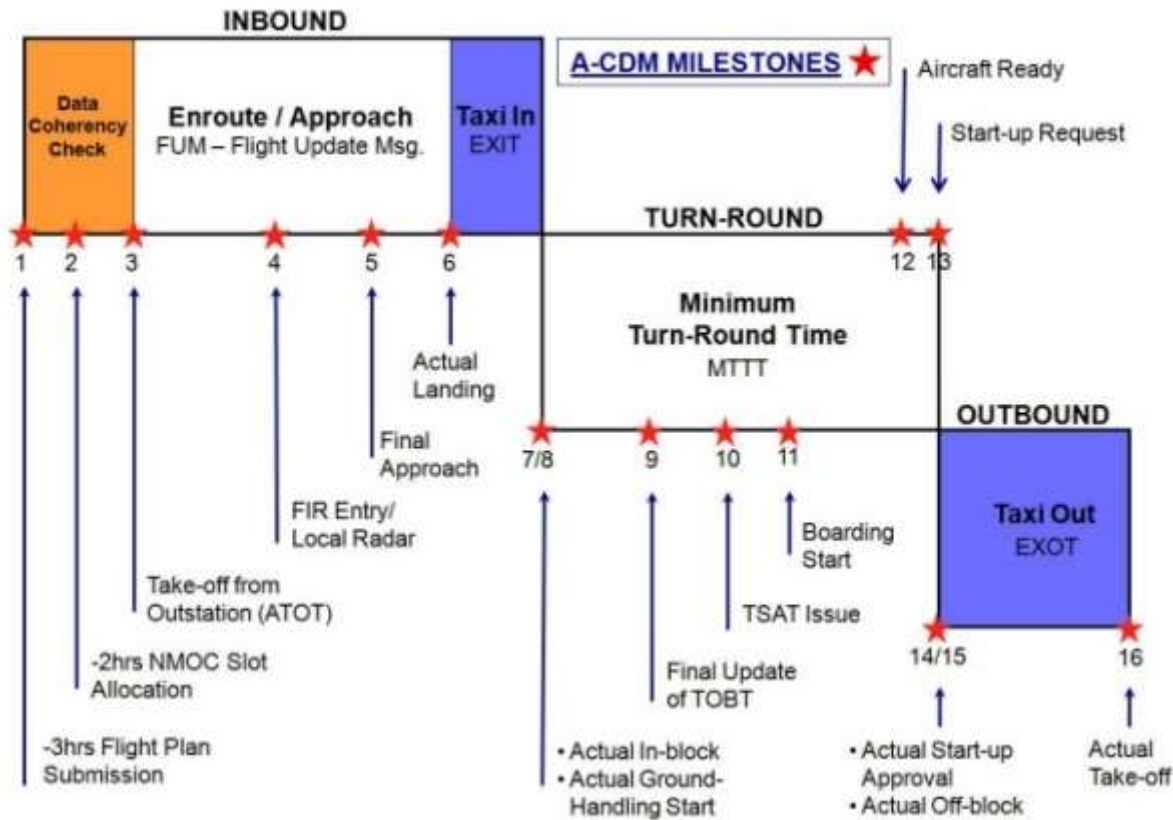 INBOUND
A-CDM MILESTONES
Aircraft Ready
Start-up Request
Data
Coherency
Check
Enroute / Approach
FUM – Flight Update Msg.
Taxi In
EXIT
TURN-ROUND
1
2
3
4
5
6
12
13
Minimum
Turn-Round Time
MTTT
Actual
Landing
Final
Approach
FIR Entry/
Local Radar
Take-off from
Outstation (ATOT)
-2hrs NMOC Slot
Allocation
-3hrs Flight Plan
Submission
7/8
9
10
11
OUTBOUND
Taxi Out
EXOT
Boarding
Start
TSAT Issue
Final Update
of TOBT
• Actual In-block
• Actual Ground-
Handling Start
14/15
16
• Actual Start-up
Approval
• Actual Off-block
Actual
Take-off